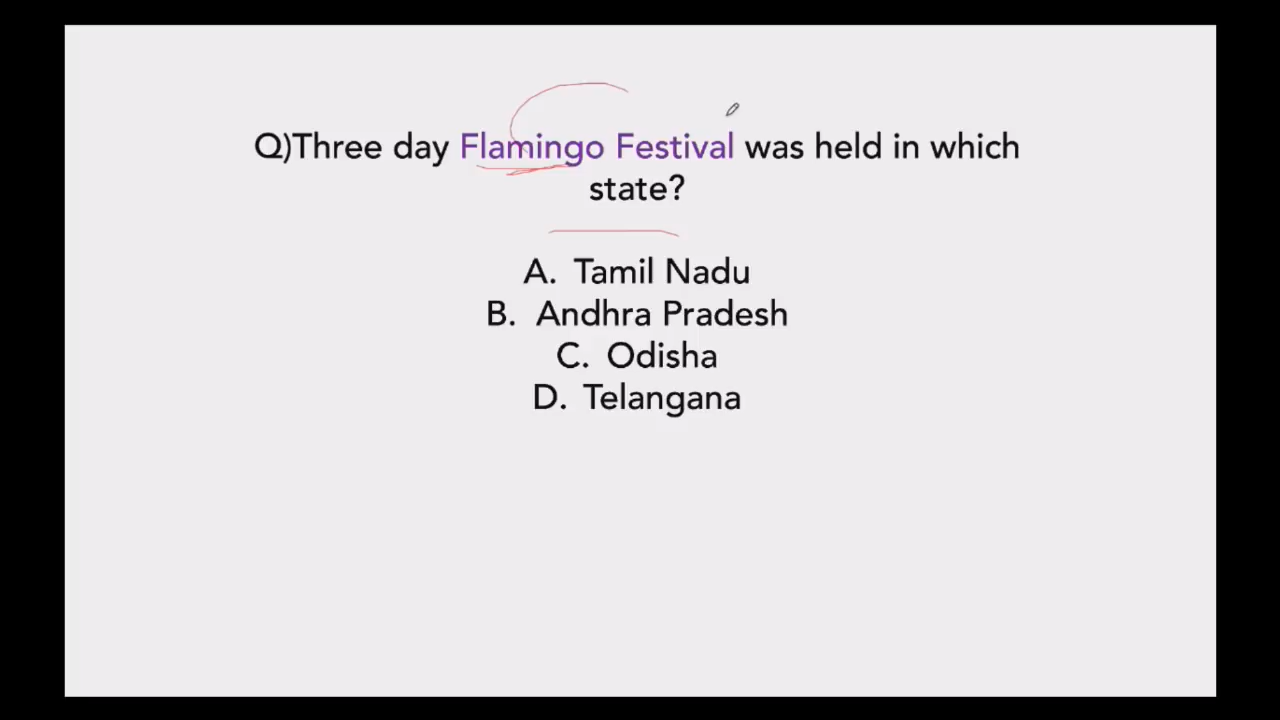 Q)Three day Flamingo Festival was held in which
state?
A. Tamil Nadu
B. Andhra Pradesh
C. Odisha
D. Telangana